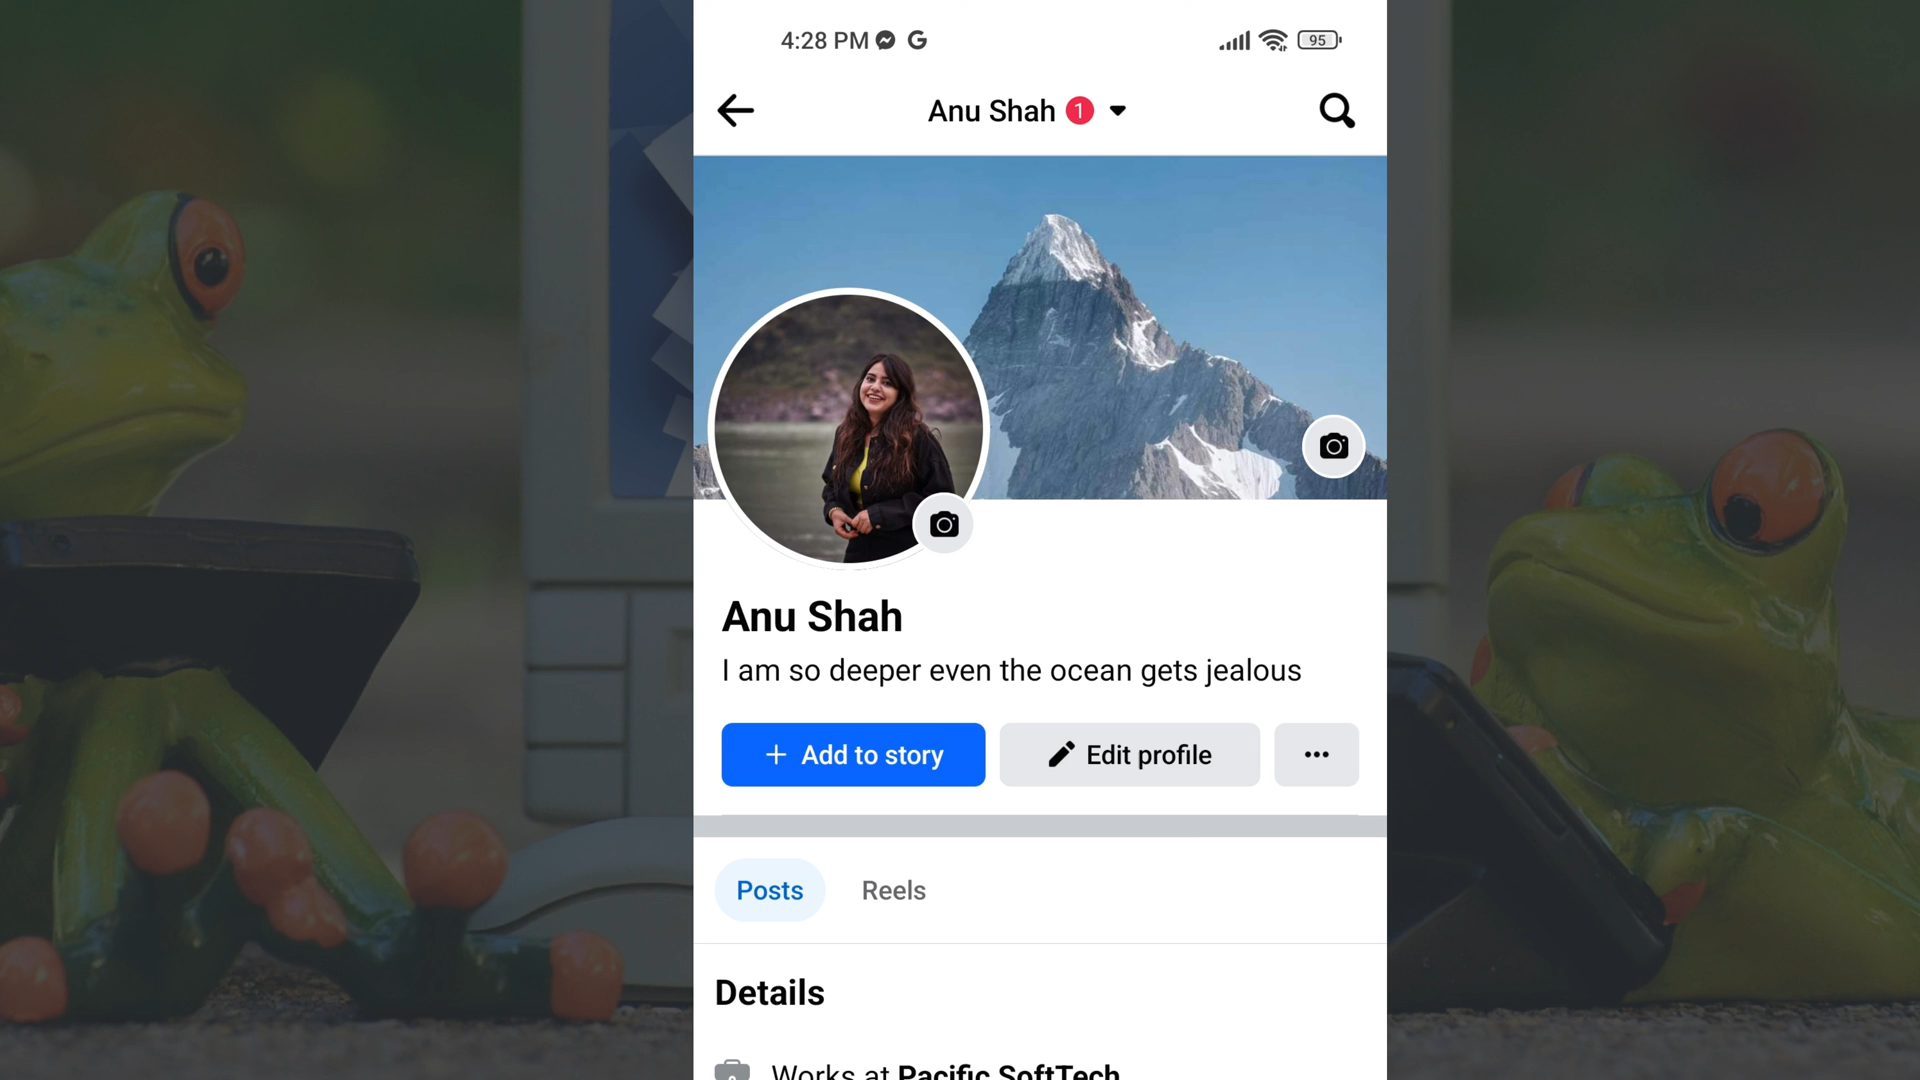 4:28 PM
95
Anu Shah 1
Anu Shah
I am so deeper even the ocean gets jealous
+ Add to story
Edit profile
Posts
Reels
Details
Works at Pacific SoftTech